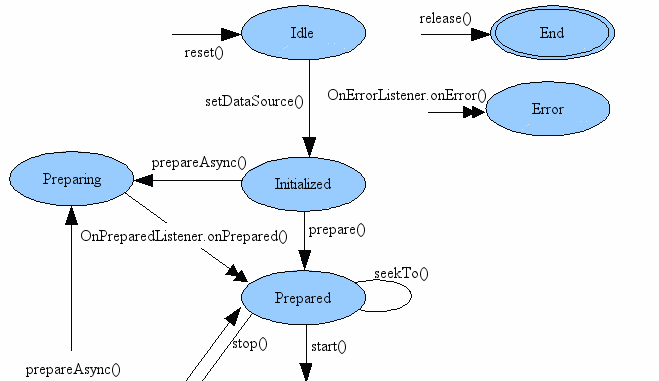 release()
Idle
End
reset()
OnErrorListener.onError()
setDataSource()
Error
prepareAsync()
Preparing
Initialized
prepare()
OnPreparedListener.onPrepared()
seekTo()
Prepared
stop()
start()
prepareAsync()